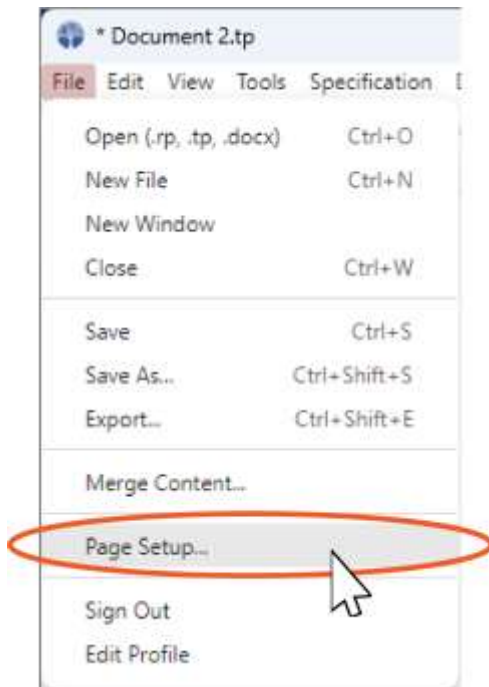 * Document 2.tp
File Edit View Tools Specification
Open (.rp, .tp, .docx) Ctrl+O
New File Ctrl+N
New Window
Close Ctrl+W
Save Ctrl+S
Save As... Ctrl+Shift+S
Export... Ctrl+Shift+E
Merge Content...
Page Setup...
Sign Out
Edit Profile